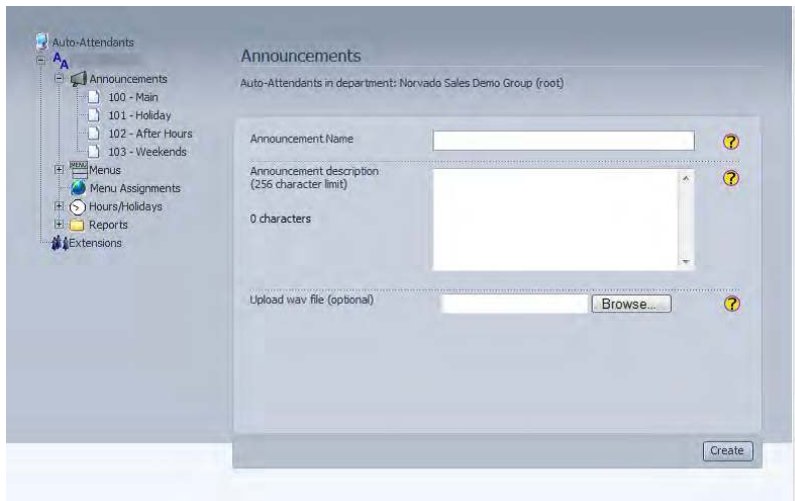 Auto-Attendants
AA
Announcements
100 - Main
101 - Holiday
102 - After Hours
103 - Weekends
MENU
Menus
Menu Assignments
Hours/Holidays
Reports
Extensions
Announcements
Auto-Attendants in department: Norvado Sales Demo Group (root)
Announcement Name
?
Announcement description
(256 character limit)
?
0 characters
Upload wav file (optional)
Browse...
?
Create